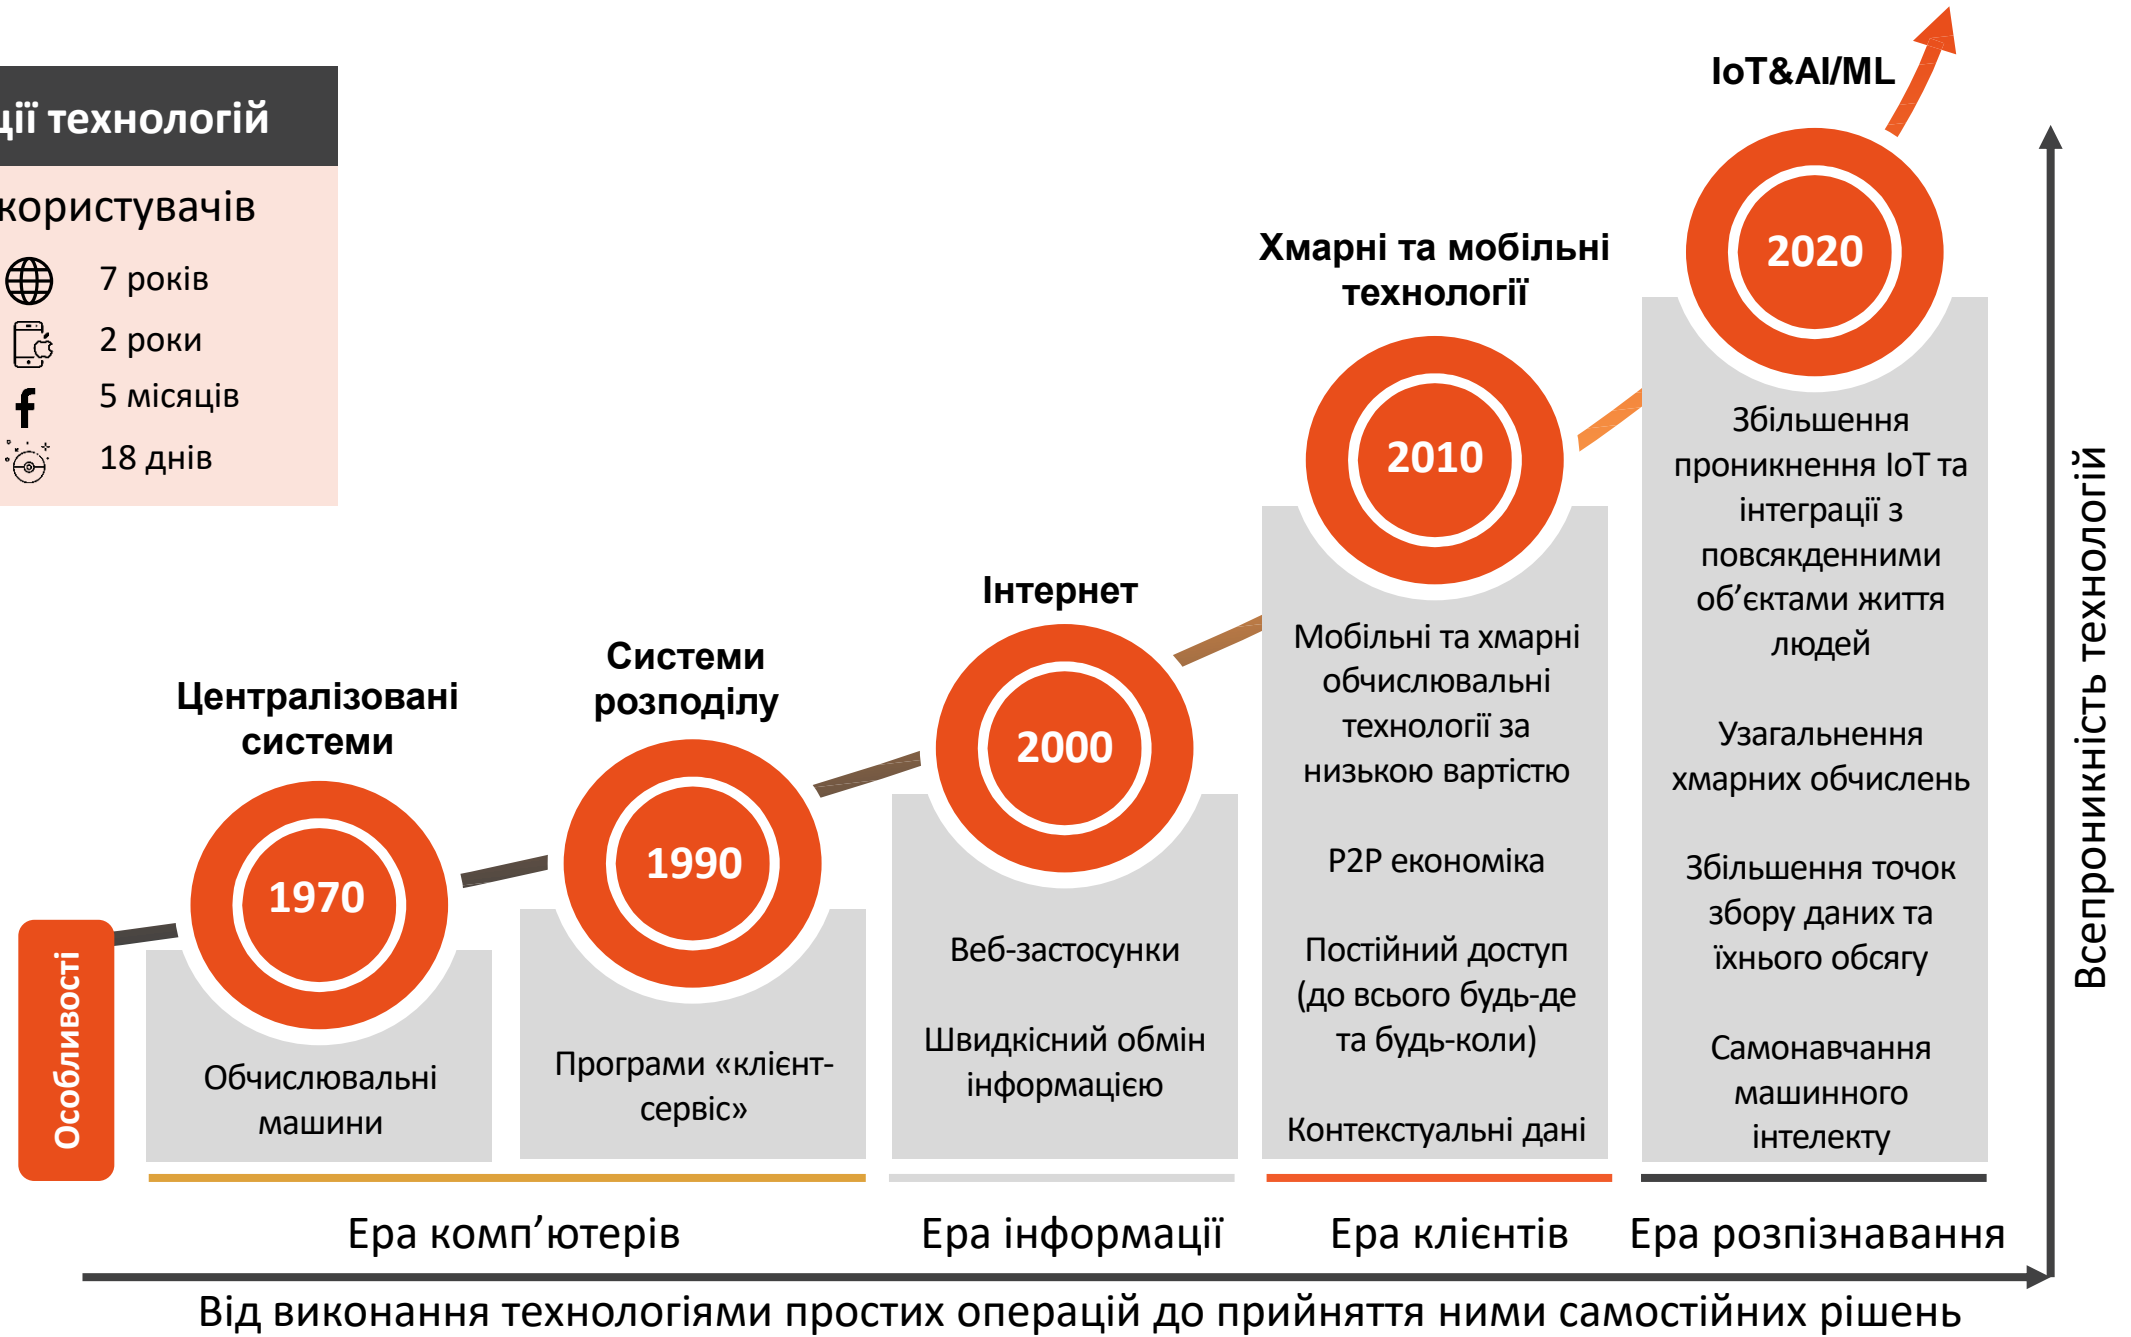 ції технологій
користувачів
7 років
2 роки
5 місяців
18 днів
IoT&AI/ML
2020
Збільшення
проникнення IoT та
інтеграції з
повсякденними
об’єктами життя
людей
Узагальнення
хмарних обчислень
Збільшення точок
збору даних та
їхнього обсягу
Самонавчання
машинного
інтелекту
Хмарні та мобільні
технології
2010
Мобільні та хмарні
обчислювальні
технології за
низькою вартістю
P2P економіка
Постійний доступ
(до всього будь-де
та будь-коли)
Контекстуальні дані
Інтернет
2000
Веб-застосунки
Швидкісний обмін
інформацією
Системи
розподілу
1990
Програми «клієнт-
сервіс»
Централізовані
системи
1970
Обчислювальні
машини
Особливості
Ера комп’ютерів
Ера інформації
Ера клієнтів
Ера розпізнавання
Від виконання технологіями простих операцій до прийняття ними самостійних рішень
Всепроникність технологій